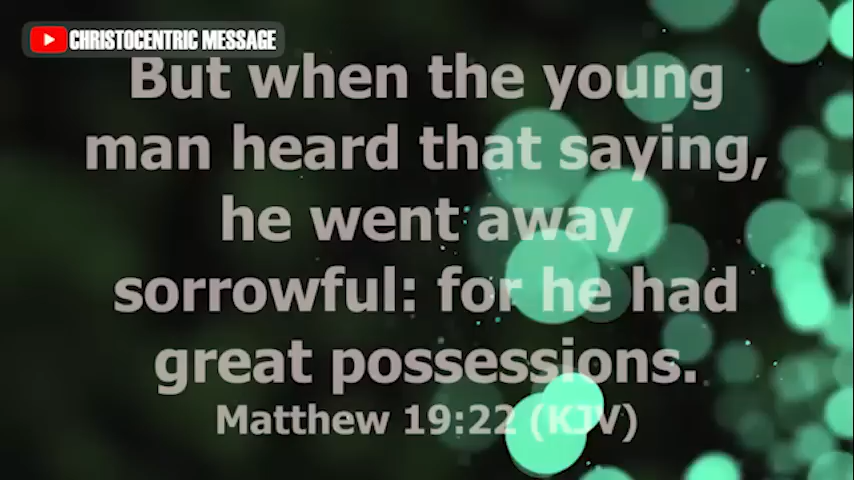 CHRISTOCENTRIC MESSAGE
But when the young
man heard that saying,
he went away
sorrowful: for he had
great possessions.
Matthew 19:22 (KJV)